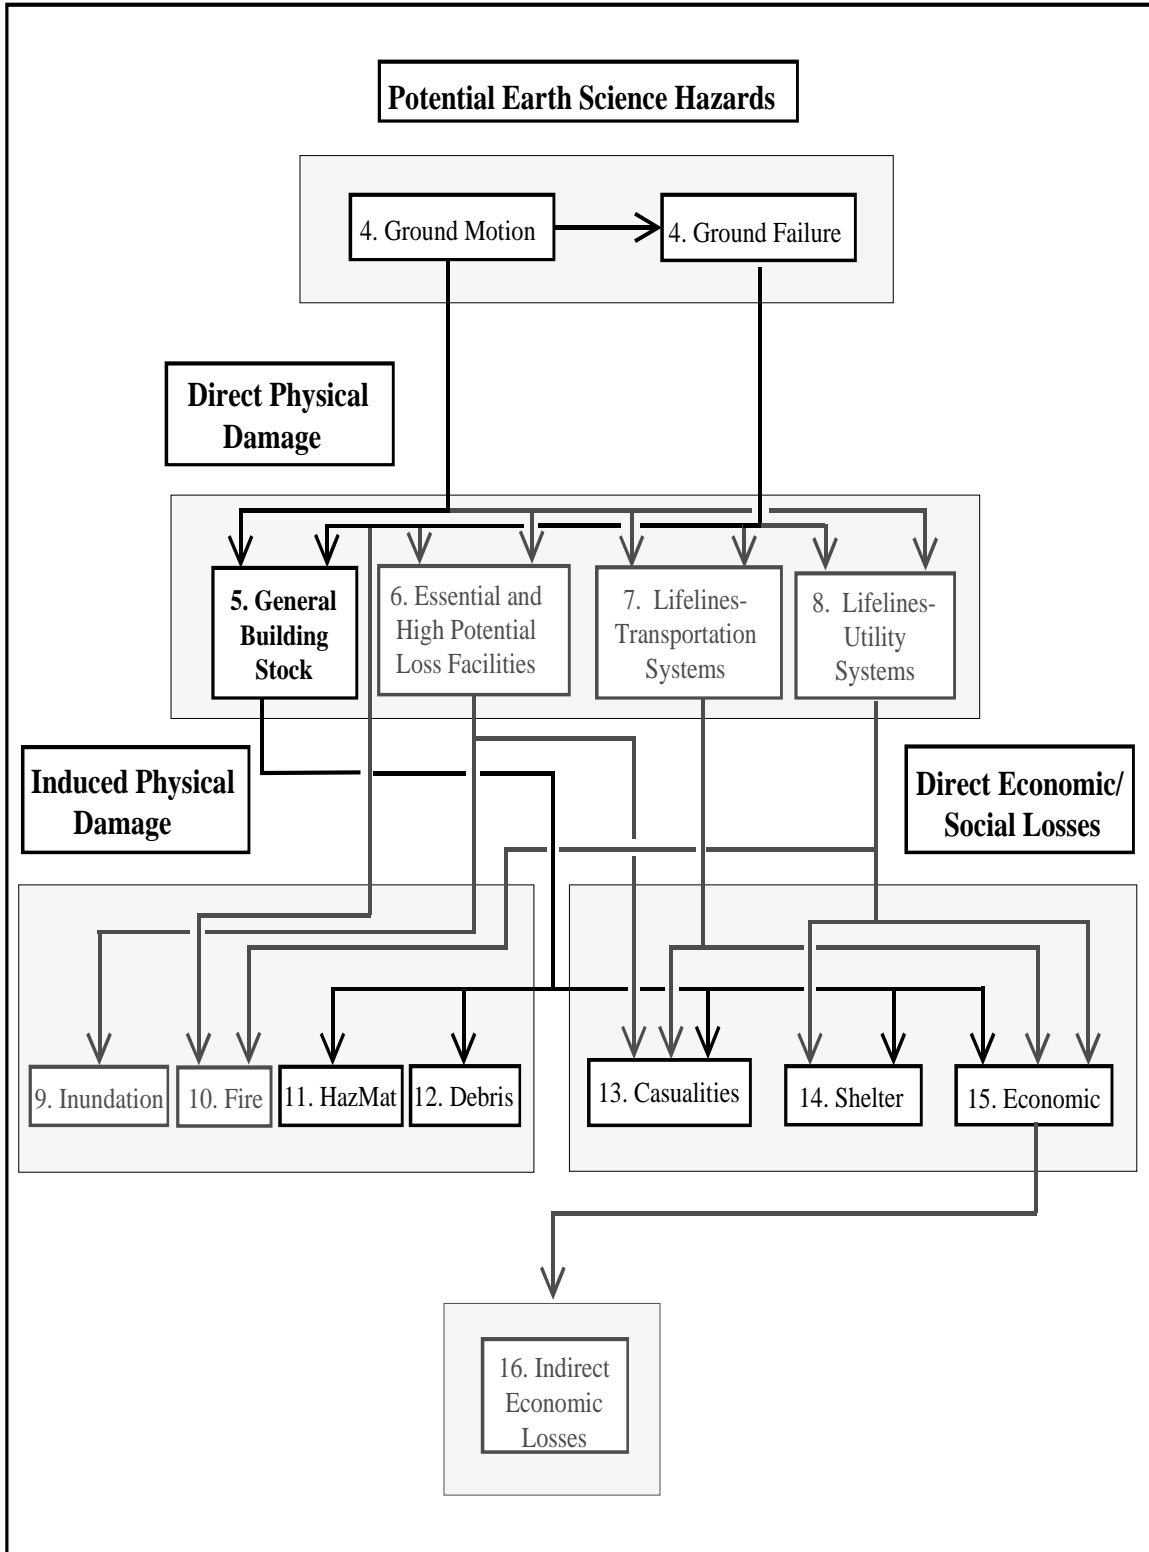 Potential Earth Science Hazards
4. Ground Motion
4. Ground Failure
Direct Physical
Damage
5. General
Building
Stock
6. Essential and
High Potential
Loss Facilities
7. Lifelines-
Transportation
Systems
8. Lifelines-
Utility
Systems
Induced Physical
Damage
Direct Economic/
Social Losses
9. Inundation
10. Fire
11. HazMat
12. Debris
13. Casualities
14. Shelter
15. Economic
16. Indirect
Economic
Losses